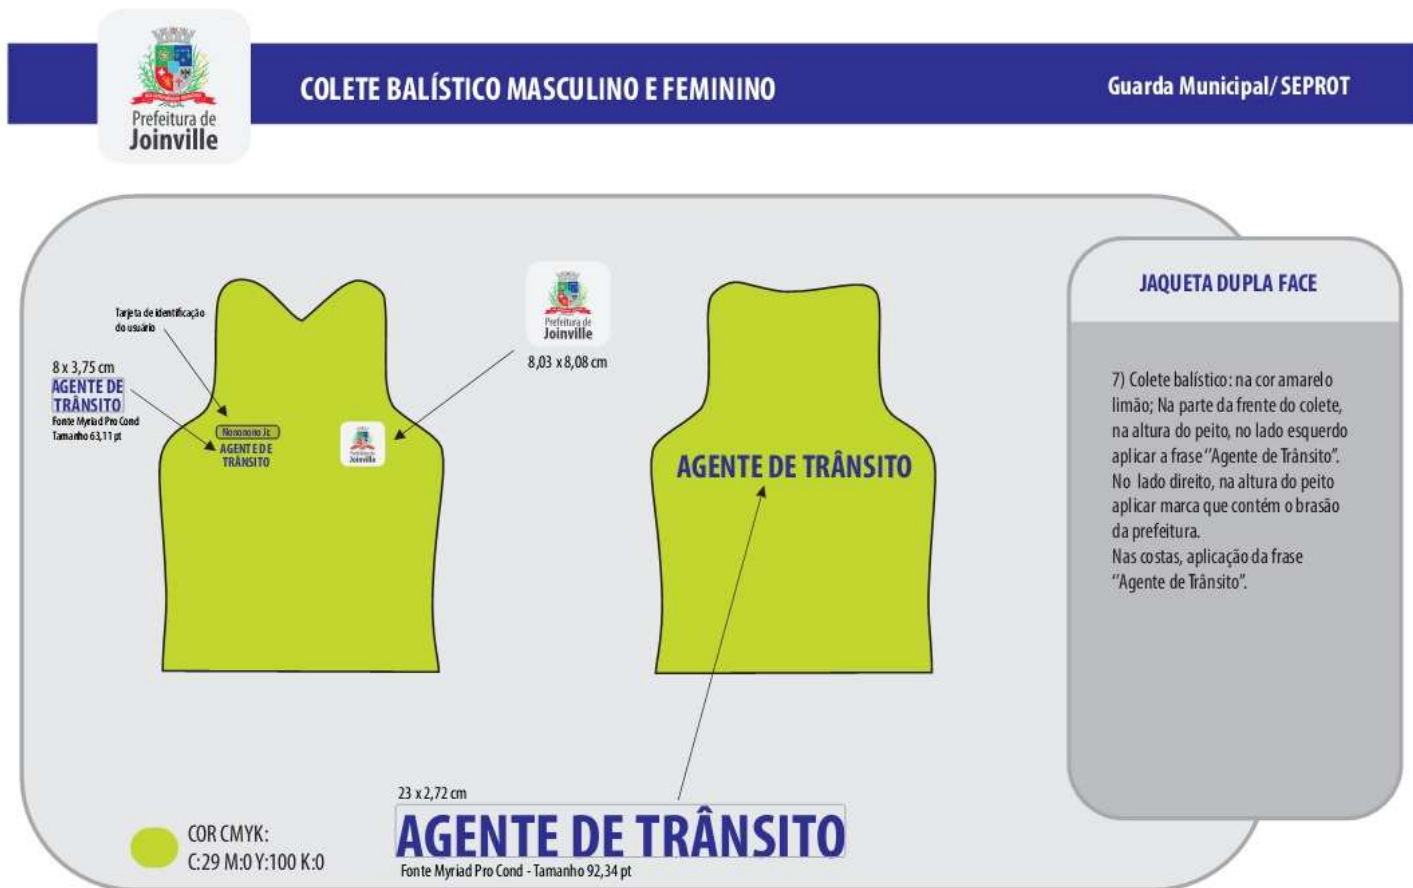 Prefeitura de
Joinville
COLETE BALÍSTICO MASCULINO E FEMININO
Guarda Municipal/ SEPROT
Tarjeta de identificação
do usuário
8 x 3,75 cm
AGENTE DE
TRÂNSITO
Fonte Myriad Pro Cond
Tamanho 63,11 pt
Nononono Jr.
AGENTE DE
TRÂNSITO
Prefeitura de
Joinville
Prefeitura de
Joinville
8,03 x 8,08 cm
AGENTE DE TRÂNSITO
23 x 2,72 cm
AGENTE DE TRÂNSITO
Fonte Myriad Pro Cond - Tamanho 92,34 pt
COR CMYK:
C:29 M:0 Y:100 K:0
JAQUETA DUPLA FACE
7) Colete balístico: na cor amarelo
limão; Na parte da frente do colete,
na altura do peito, no lado esquerdo
aplicar a frase "Agente de Trânsito".
No lado direito, na altura do peito
aplicar marca que contém o brasão
da prefeitura.
Nas costas, aplicação da frase
"Agente de Trânsito".